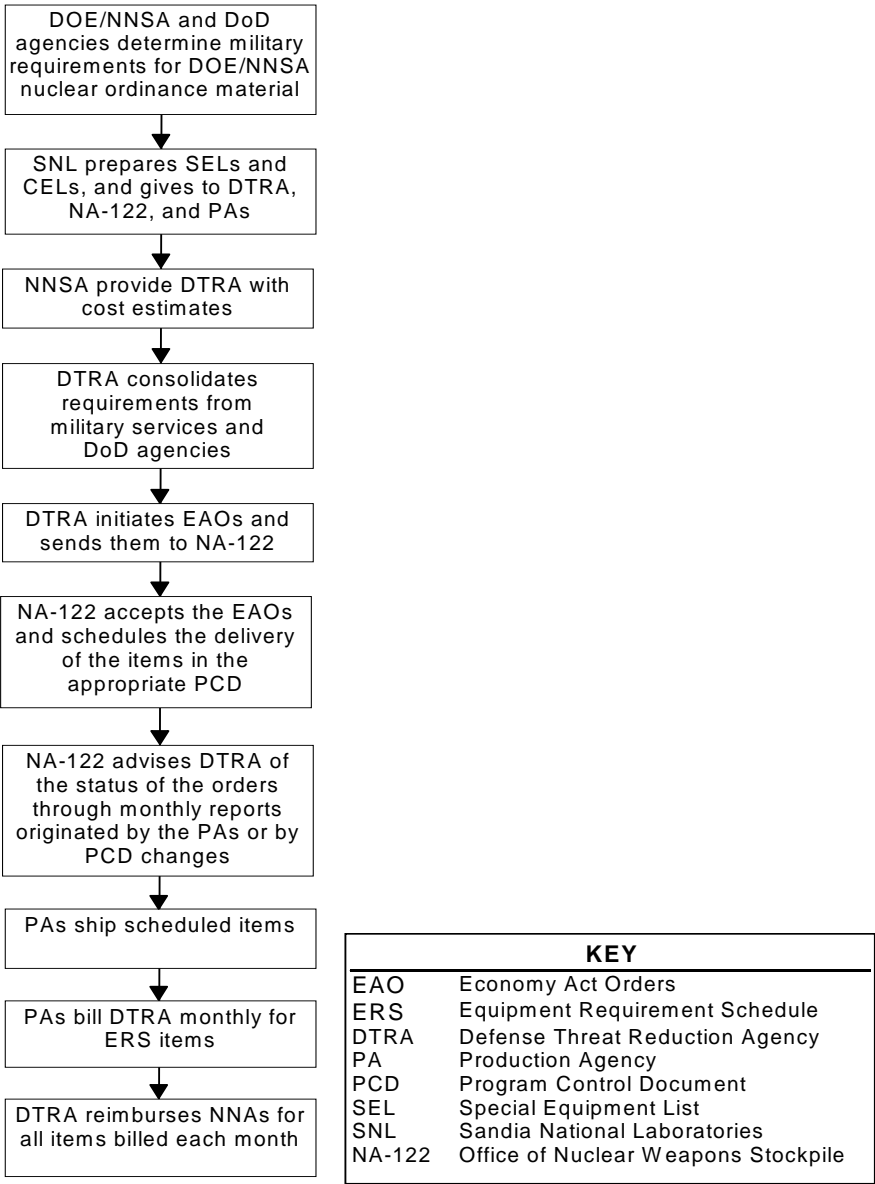 DOE/NNSA and DoD
agencies determine military
requirements for DOE/NNSA
nuclear ordinance material
SNL prepares SELs and
CELs, and gives to DTRA,
NA-122, and PAs
NNSA provide DTRA with
cost estimates
DTRA consolidates
requirements from
military services and
DoD agencies
DTRA initiates EAOs and
sends them to NA-122
NA-122 accepts the EAOs
and schedules the delivery
of the items in the
appropriate PCD
NA-122 advises DTRA of
the status of the orders
through monthly reports
originated by the PAs or by
PCD changes
PAs ship scheduled items
PAs bill DTRA monthly for
ERS items
DTRA reimburses NNAs for
all items billed each month
KEY
EAO Economy Act Orders
ERS Equipment Requirement Schedule
DTRA Defense Threat Reduction Agency
PA Production Agency
PCD Program Control Document
SEL Special Equipment List
SNL Sandia National Laboratories
NA-122 Office of Nuclear Weapons Stockpile